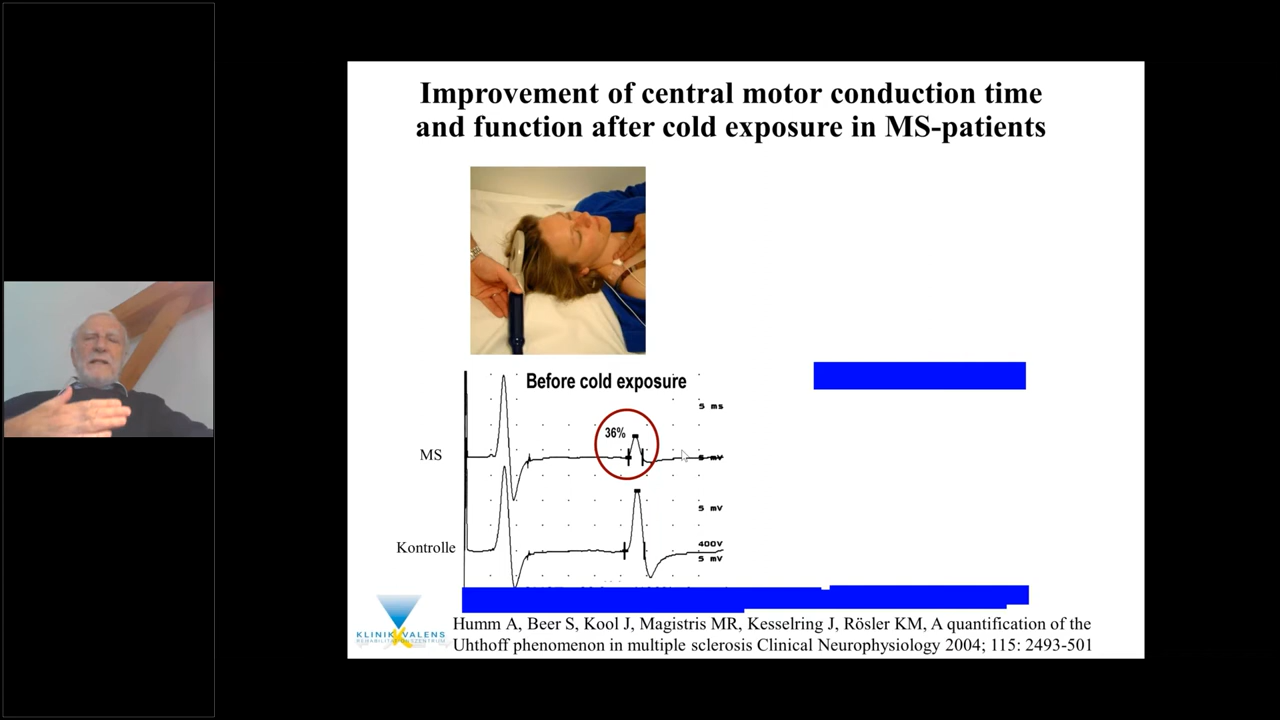 Improvement of central motor conduction time
and function after cold exposure in MS-patients
Before cold exposure
5 ms
36%
MS
5 mV
5 mV
400V
Kontrolle
5 mV
KLINIK VALENS
REHABILITATIONSZENTRUM
Humm A, Beer S, Kool J, Magistris MR, Kesselring J, Rösler KM, A quantification of the
Uhthoff phenomenon in multiple sclerosis Clinical Neurophysiology 2004; 115: 2493-501